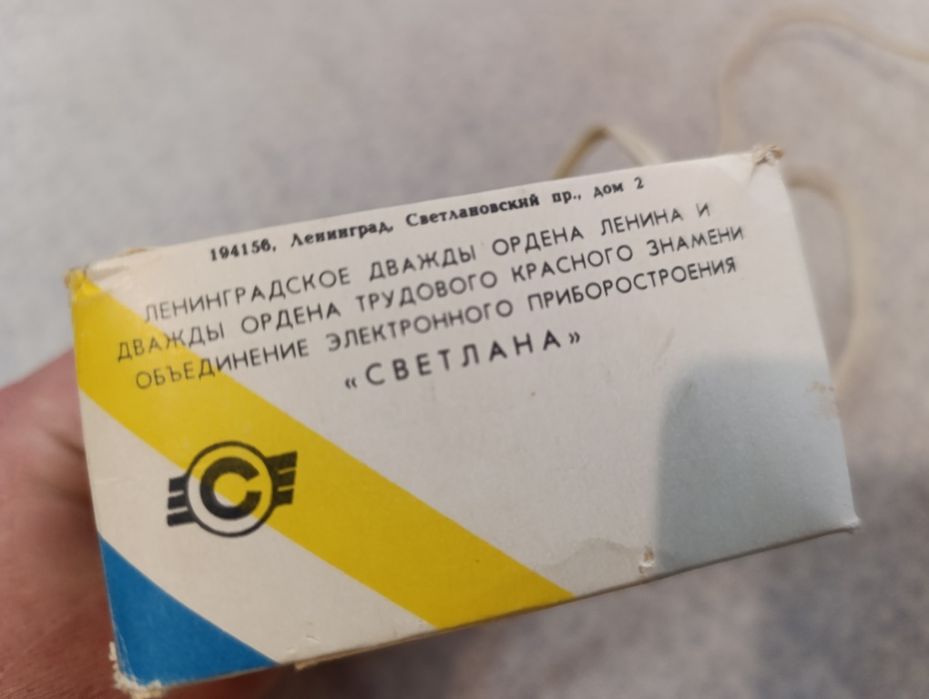 194156, Ленинград, Светлановский пр., дом 2
ЛЕНИНГРАДСКОЕ ДВАЖДЫ ОРДЕНА ЛЕНИНА И
ДВАЖДЫ ОРДЕНА ТРУДОВОГО КРАСНОГО ЗНАМЕНИ
ОБЪЕДИНЕНИЕ ЭЛЕКТРОННОГО ПРИБОРОСТРОЕНИЯ
«СВЕТЛАНА»
С